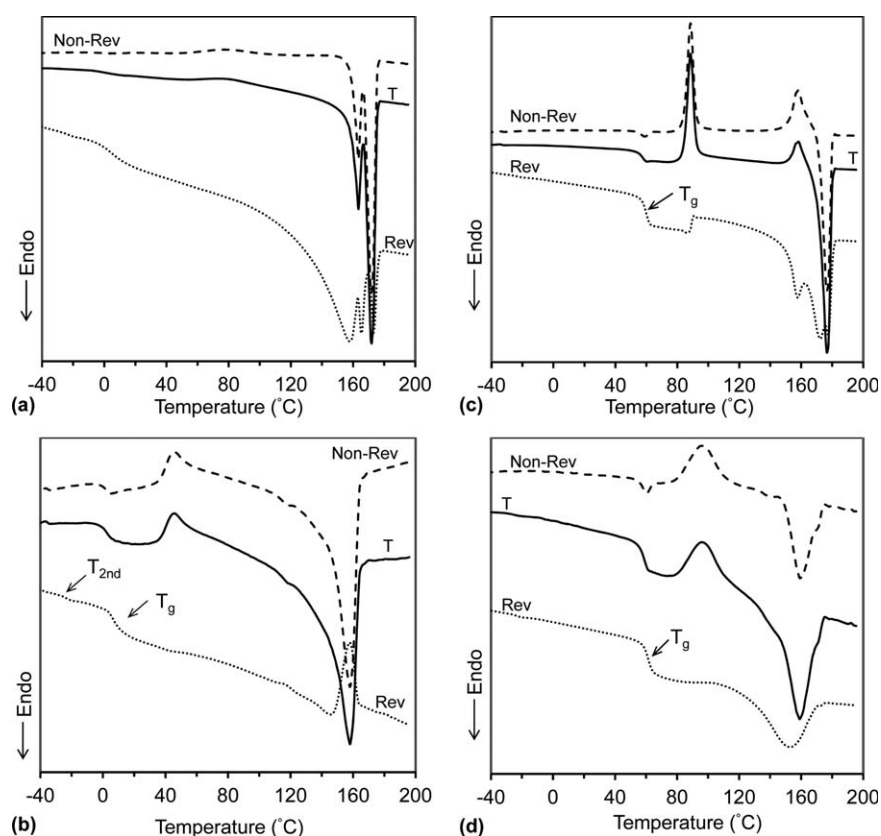 Non-Rev
T
Rev
← Endo
-40 0 40 80 120 160 200
Temperature (˚C)
(a)
Non-Rev
T
Rev
Tg
← Endo
-40 0 40 80 120 160 200
Temperature (˚C)
(c)
Non-Rev
T
T2nd
Tg
Rev
← Endo
-40 0 40 80 120 160 200
Temperature (˚C)
(b)
Non-Rev
T
Rev
Tg
← Endo
-40 0 40 80 120 160 200
Temperature (˚C)
(d)